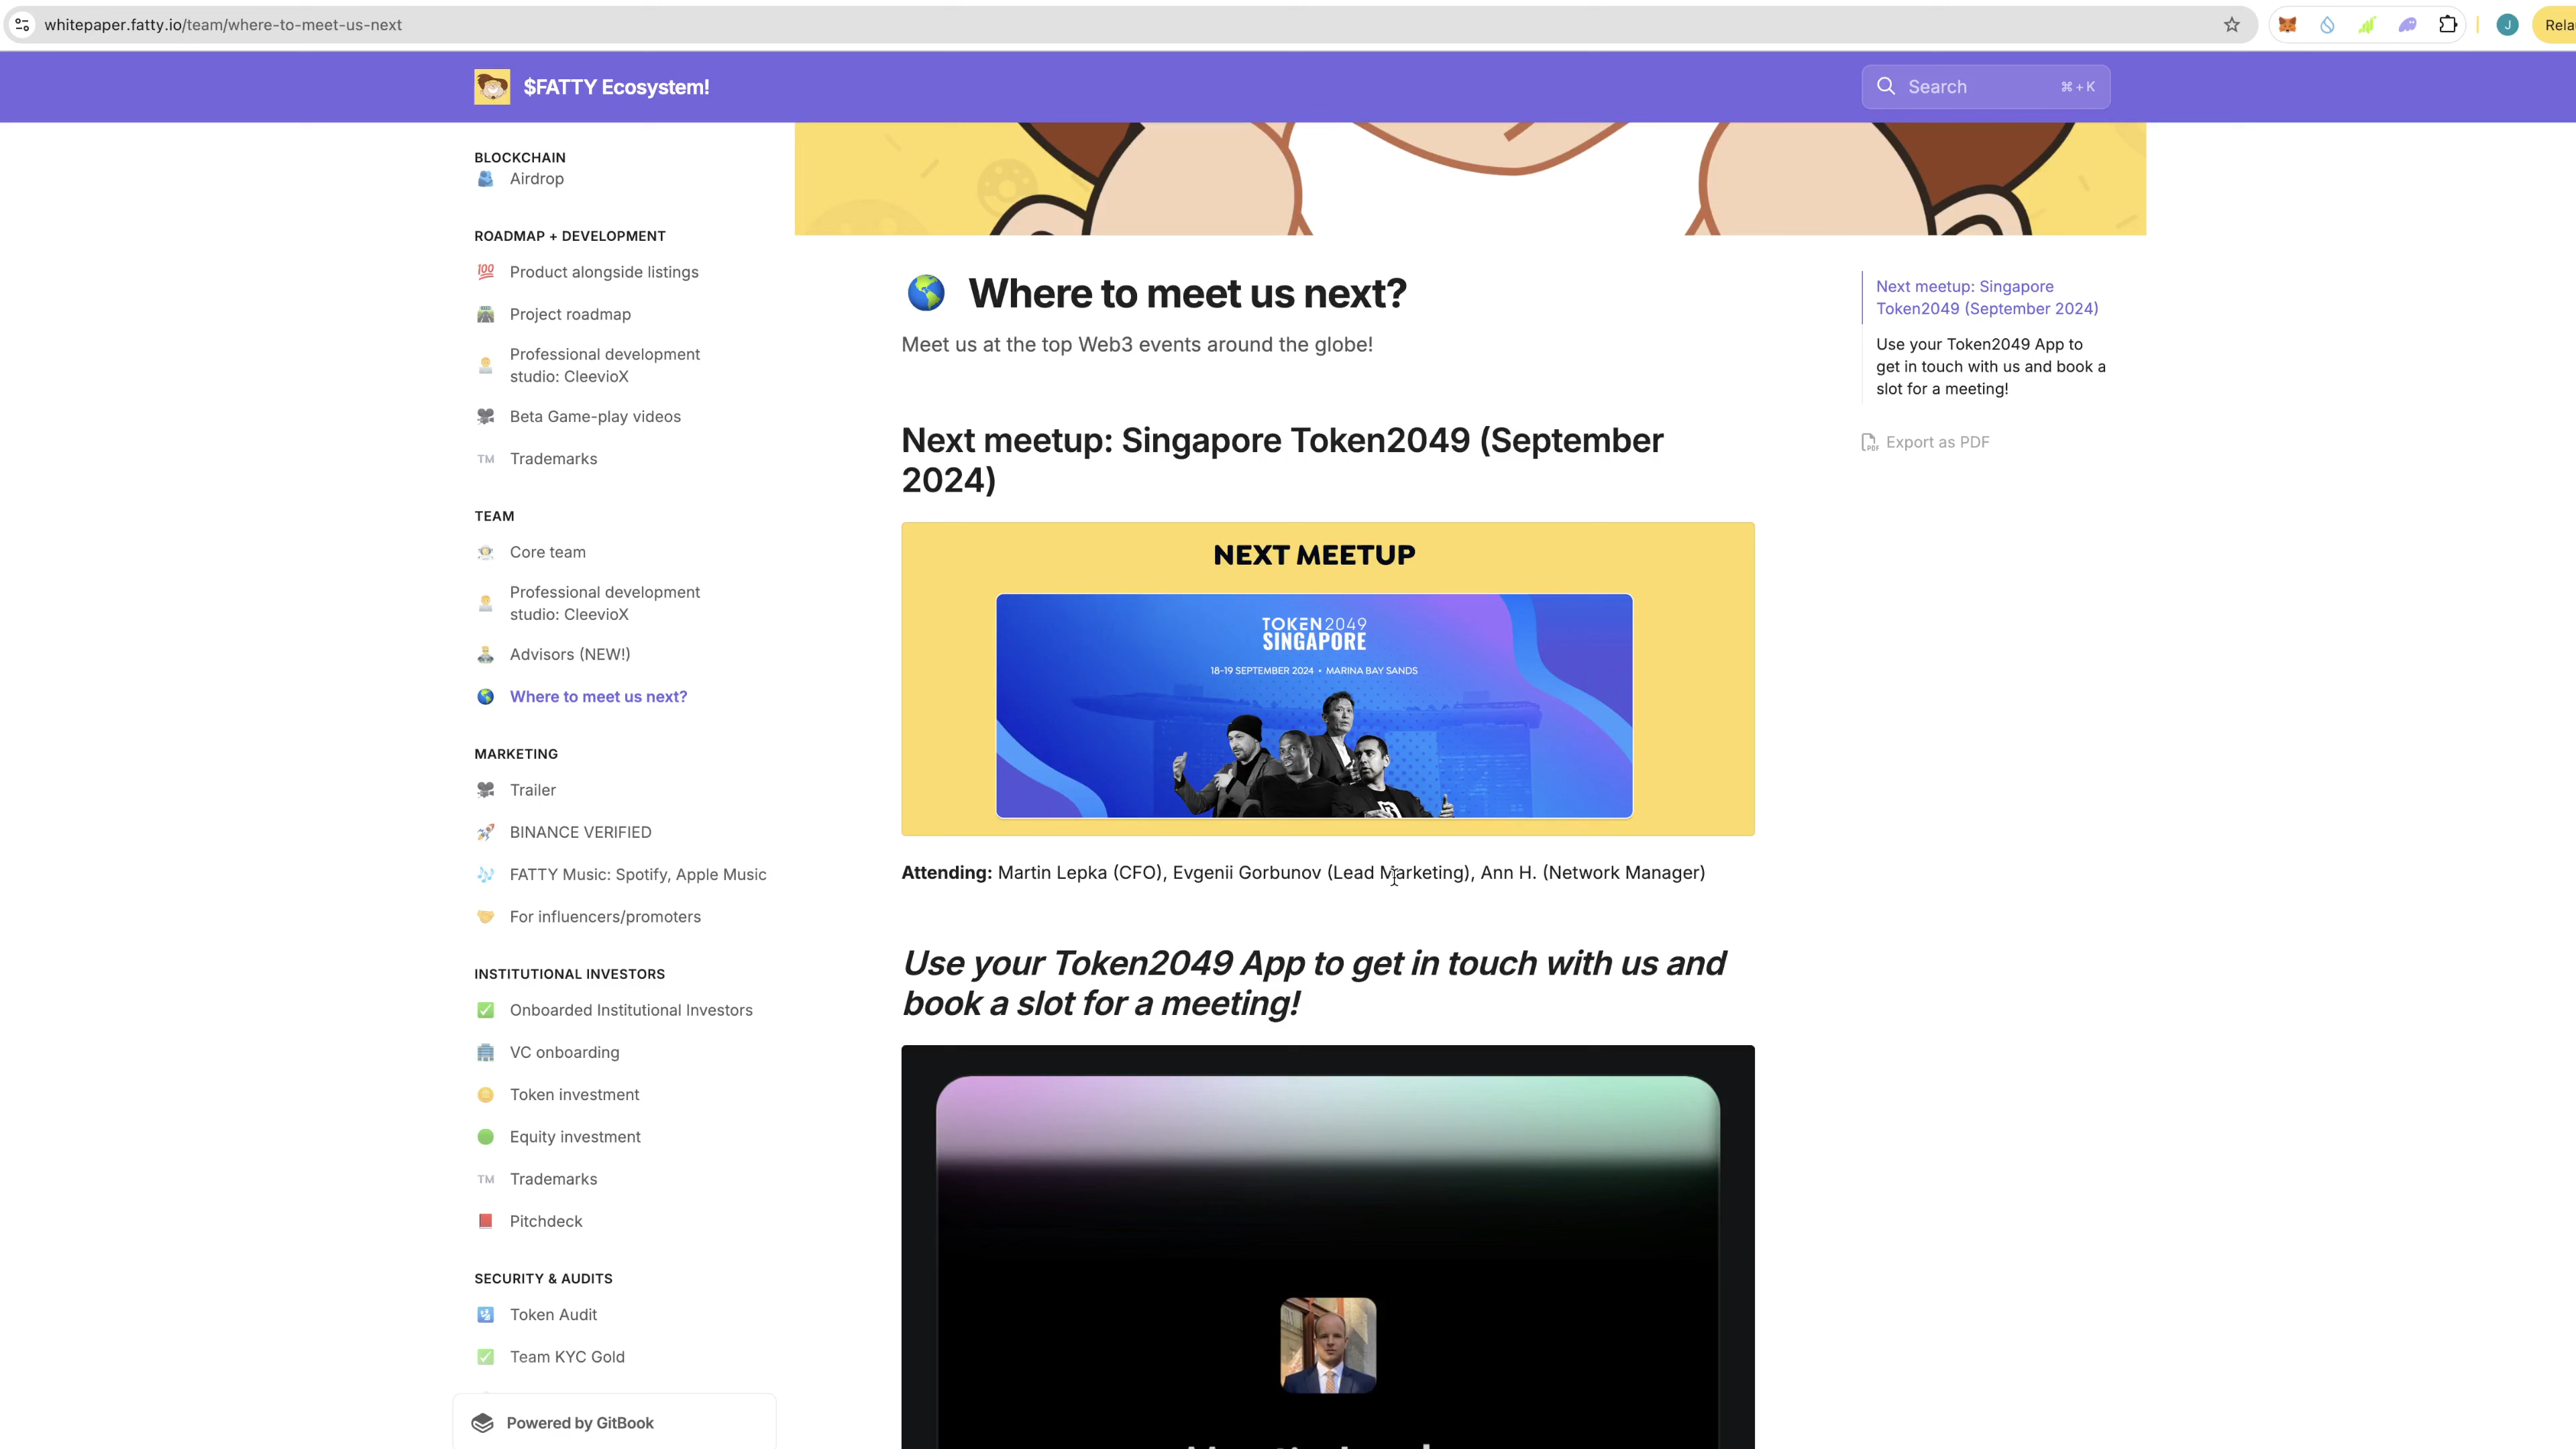 whitepaper.fatty.io/team/where-to-meet-us-next
J
Rela
$FATTY Ecosystem!
Search
⌘+K
BLOCKCHAIN
Airdrop
ROADMAP + DEVELOPMENT
💯 Product alongside listings
Project roadmap
Professional development
studio: CleevioX
Beta Game-play videos
TM Trademarks
TEAM
Core team
Professional development
studio: CleevioX
Advisors (NEW!)
Where to meet us next?
MARKETING
Trailer
BINANCE VERIFIED
FATTY Music: Spotify, Apple Music
For influencers/promoters
INSTITUTIONAL INVESTORS
Onboarded Institutional Investors
VC onboarding
Token investment
Equity investment
TM Trademarks
Pitchdeck
SECURITY & AUDITS
Token Audit
Team KYC Gold
Powered by GitBook
Where to meet us next?
Meet us at the top Web3 events around the globe!
Next meetup: Singapore Token2049 (September
2024)
NEXT MEETUP
TOKEN2049
SINGAPORE
18-19 SEPTEMBER 2024 • MARINA BAY SANDS
Attending: Martin Lepka (CFO), Evgenii Gorbunov (Lead Marketing), Ann H. (Network Manager)
Use your Token2049 App to get in touch with us and
book a slot for a meeting!
Next meetup: Singapore
Token2049 (September 2024)
Use your Token2049 App to
get in touch with us and book a
slot for a meeting!
PDF Export as PDF